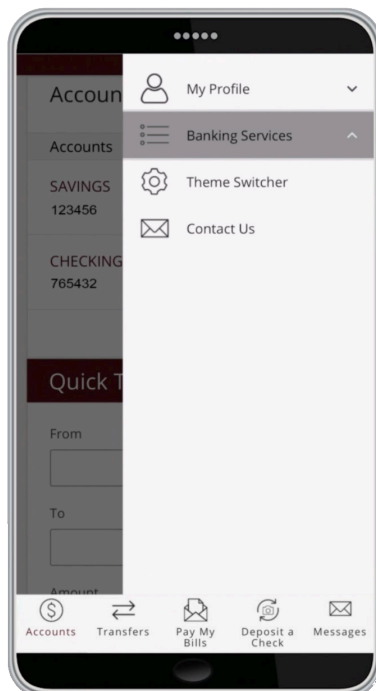 My Profile
Accoun
Banking Services
Accounts
Theme Switcher
SAVINGS
123456
Contact Us
CHECKING
765432
Quick T
From
To
Amount
Accounts
Transfers
Pay My
Bills
Deposit a
Check
Messages